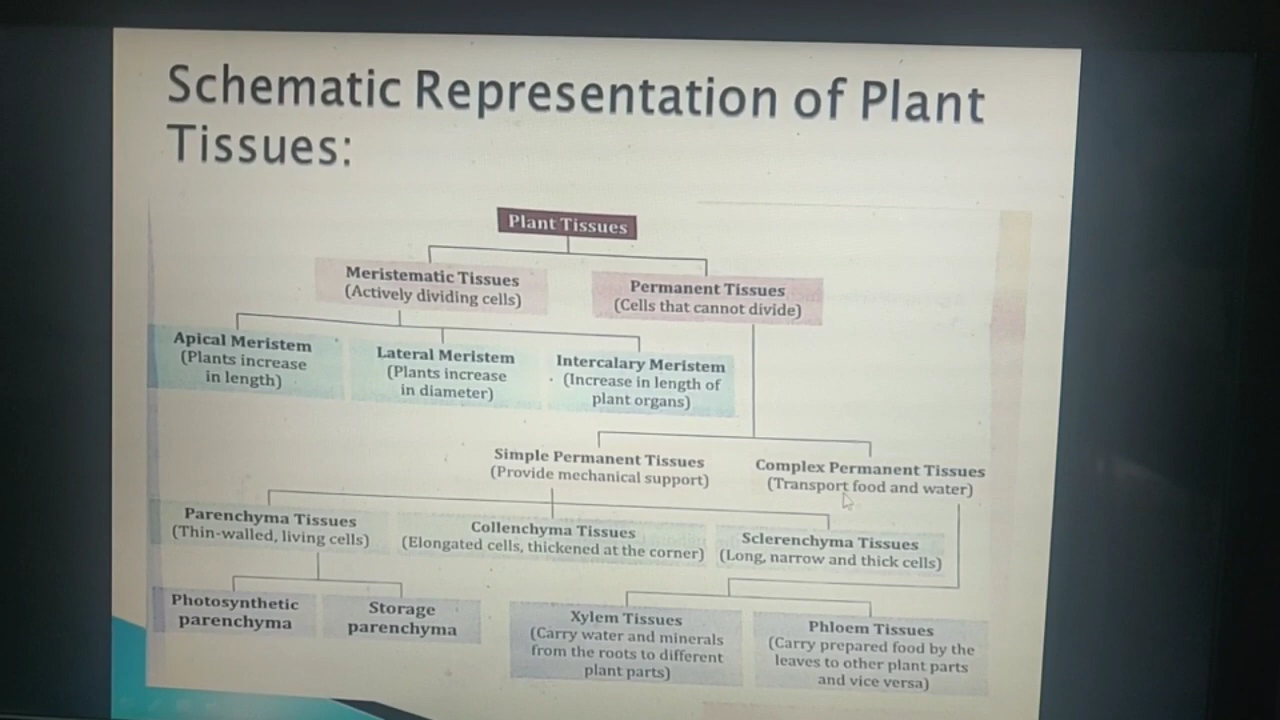 Schematic Representation of Plant
Tissues:
Plant Tissues
Meristematic Tissues
(Actively dividing cells)
Permanent Tissues
(Cells that cannot divide)
Apical Meristem
(Plants increase
in length)
Lateral Meristem
(Plants increase
in diameter)
Intercalary Meristem
(Increase in length of
plant organs)
Simple Permanent Tissues
(Provide mechanical support)
Complex Permanent Tissues
(Transport food and water)
Parenchyma Tissues
(Thin-walled, living cells)
Collenchyma Tissues
(Elongated cells, thickened at the corner)
Sclerenchyma Tissues
(Long, narrow and thick cells)
Photosynthetic
parenchyma
Storage
parenchyma
Xylem Tissues
(Carry water and minerals
from the roots to different
plant parts)
Phloem Tissues
(Carry prepared food by the
leaves to other plant parts
and vice versa)